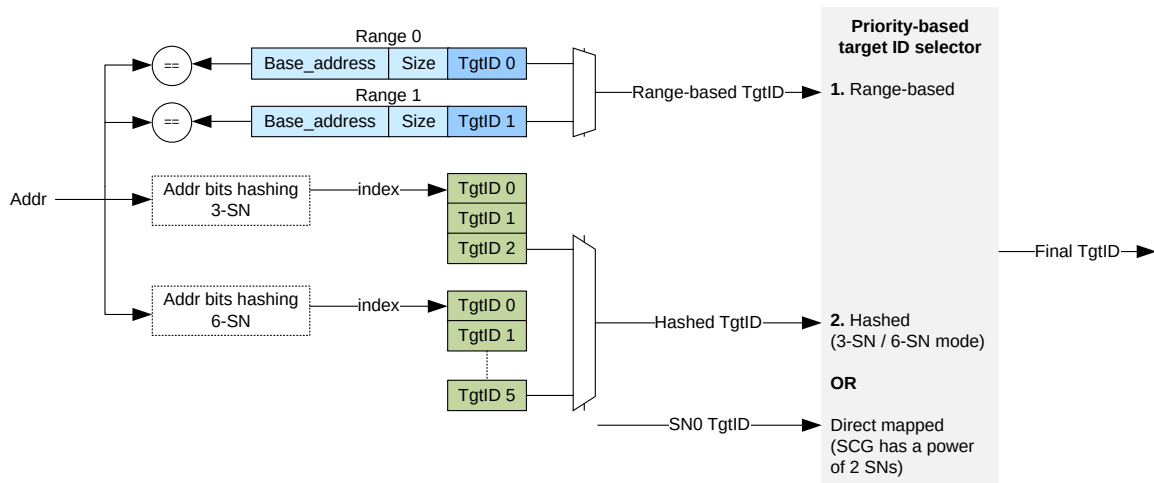 Range 0
== Base_address Size TgtID 0
Range 1
== Base_address Size TgtID 1
Range-based TgtID
Addr
Addr bits hashing
3-SN
index
TgtID 0
TgtID 1
TgtID 2
Addr bits hashing
6-SN
index
TgtID 0
TgtID 1
TgtID 5
Hashed TgtID
SN0 TgtID
Priority-based
target ID selector
1. Range-based
2. Hashed
(3-SN / 6-SN mode)
OR
Direct mapped
(SCG has a power
of 2 SNs)
Final TgtID